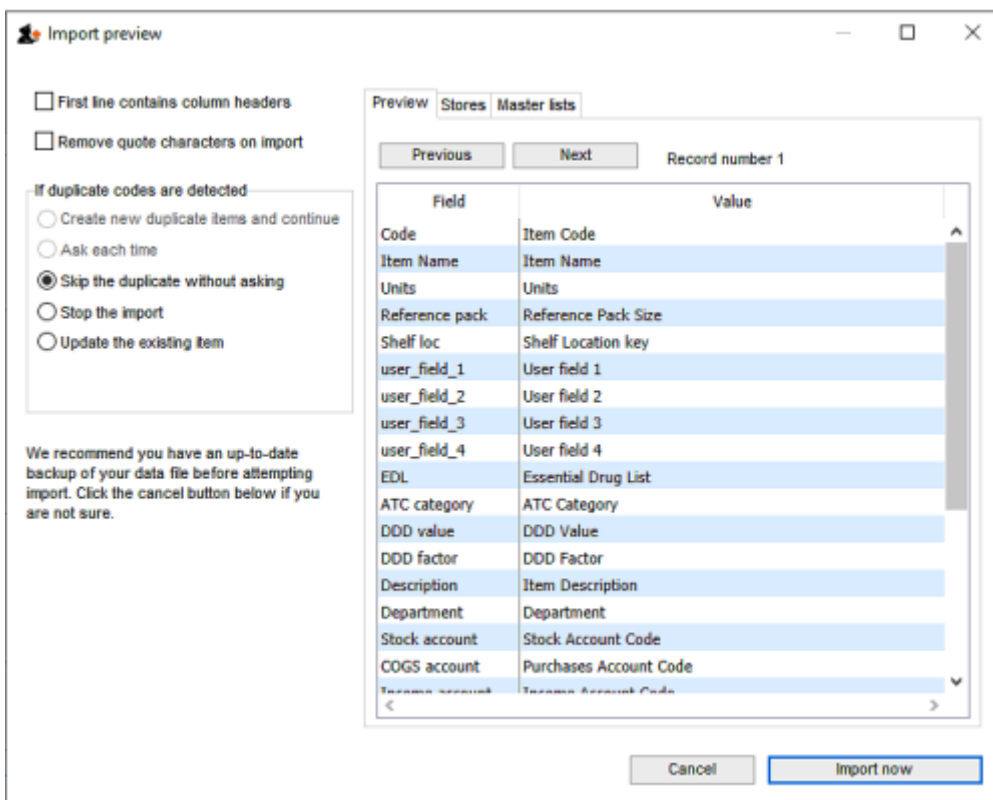 Import preview
First line contains column headers
Remove quote characters on import
If duplicate codes are detected
Create new duplicate items and continue
Ask each time
Skip the duplicate without asking
Stop the import
Update the existing item
We recommend you have an up-to-date
backup of your data file before attempting
import. Click the cancel button below if you
are not sure.
Preview Stores Master lists
Previous Next Record number 1
Field Value
Code Item Code
Item Name Item Name
Units Units
Reference pack Reference Pack Size
Shelf loc Shelf Location key
user_field_1 User field 1
user_field_2 User field 2
user_field_3 User field 3
user_field_4 User field 4
EDL Essential Drug List
ATC category ATC Category
DDD value DDD Value
DDD factor DDD Factor
Description Item Description
Department Department
Stock account Stock Account Code
COGS account Purchases Account Code
Income account Income Account Code
Cancel Import now